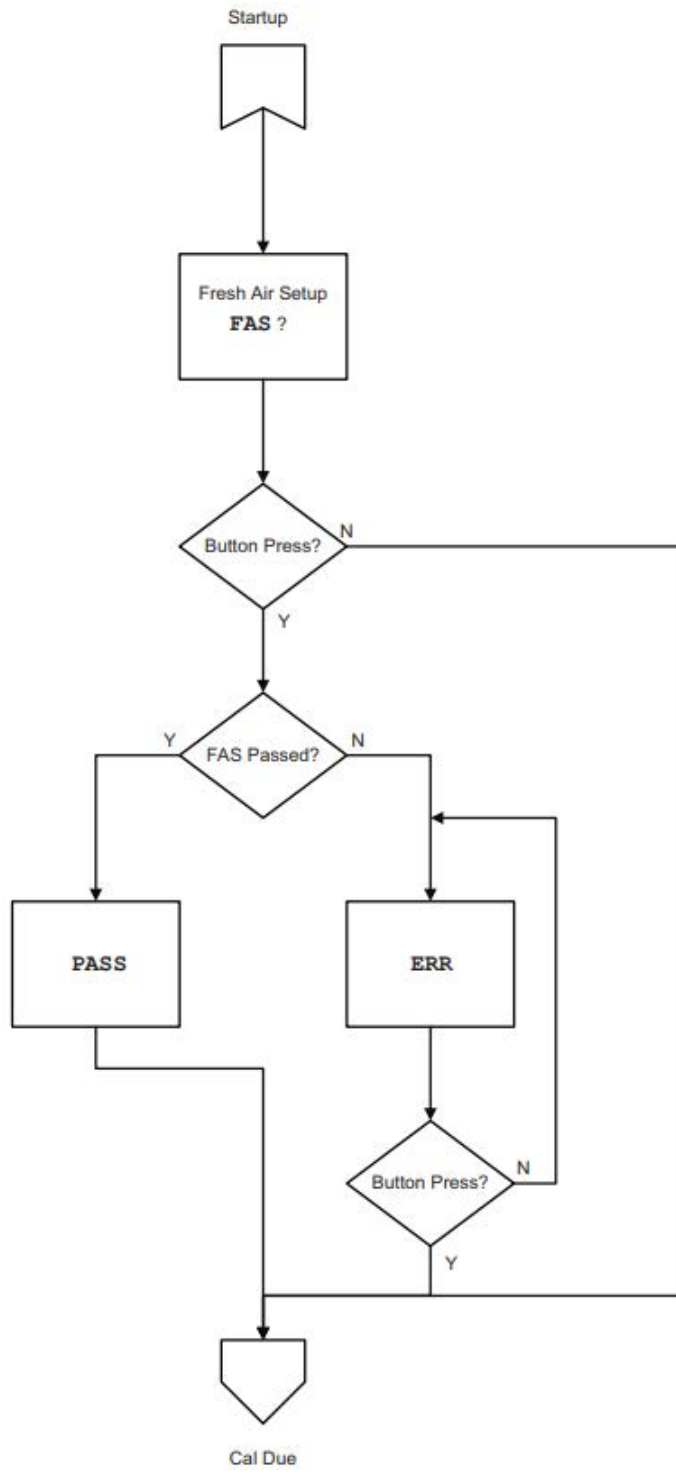 Startup
Fresh Air Setup
FAS ?
Button Press?
N
Y
FAS Passed?
Y
N
PASS
ERR
Button Press?
N
Y
Cal Due